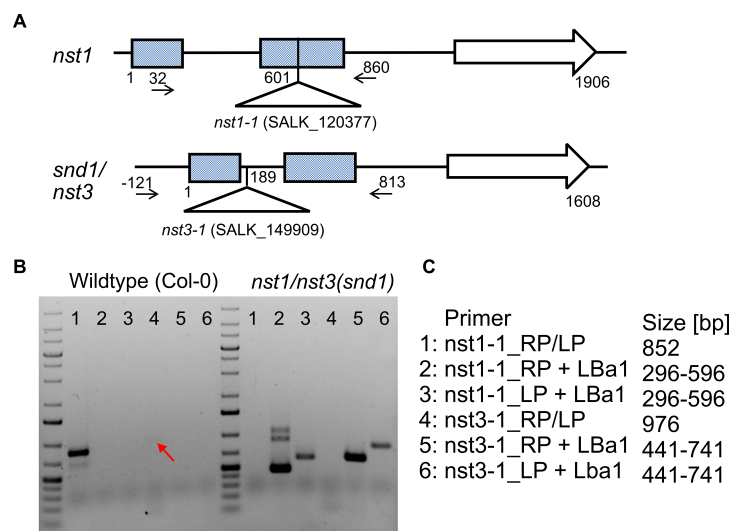 A
nst1
1
32
601
860
1906
nst1-1 (SALK_120377)
snd1/
nst3
-121
1
189
813
1608
nst3-1 (SALK_149909)
B
Wildtype (Col-0)
nst1/nst3(snd1)
1 2 3 4 5 6
1 2 3 4 5 6
C
Primer
Size [bp]
1: nst1-1_RP/LP
852
2: nst1-1_RP + LBa1
296-596
3: nst1-1_LP + LBa1
296-596
4: nst3-1_RP/LP
976
5: nst3-1_RP + LBa1
441-741
6: nst3-1_LP + Lba1
441-741